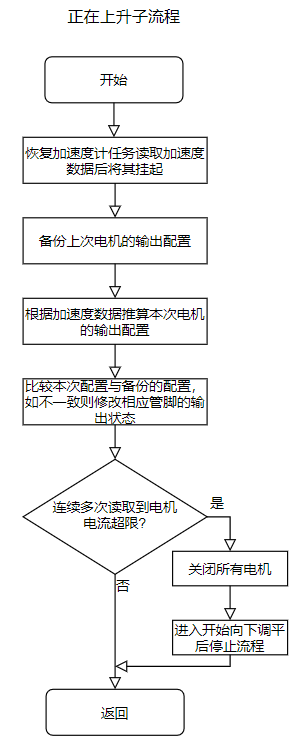 正在上升子流程
开始
恢复加速度计任务读取加速度
数据后将其挂起
备份上次电机的输出配置
根据加速度数据推算本次电机
的输出配置
比较本次配置与备份的配置，
如不一致则修改相应管脚的输
出状态
连续多次读取到电机
电流超限?
是
否
关闭所有电机
进入开始向下调平
后停止流程
返回